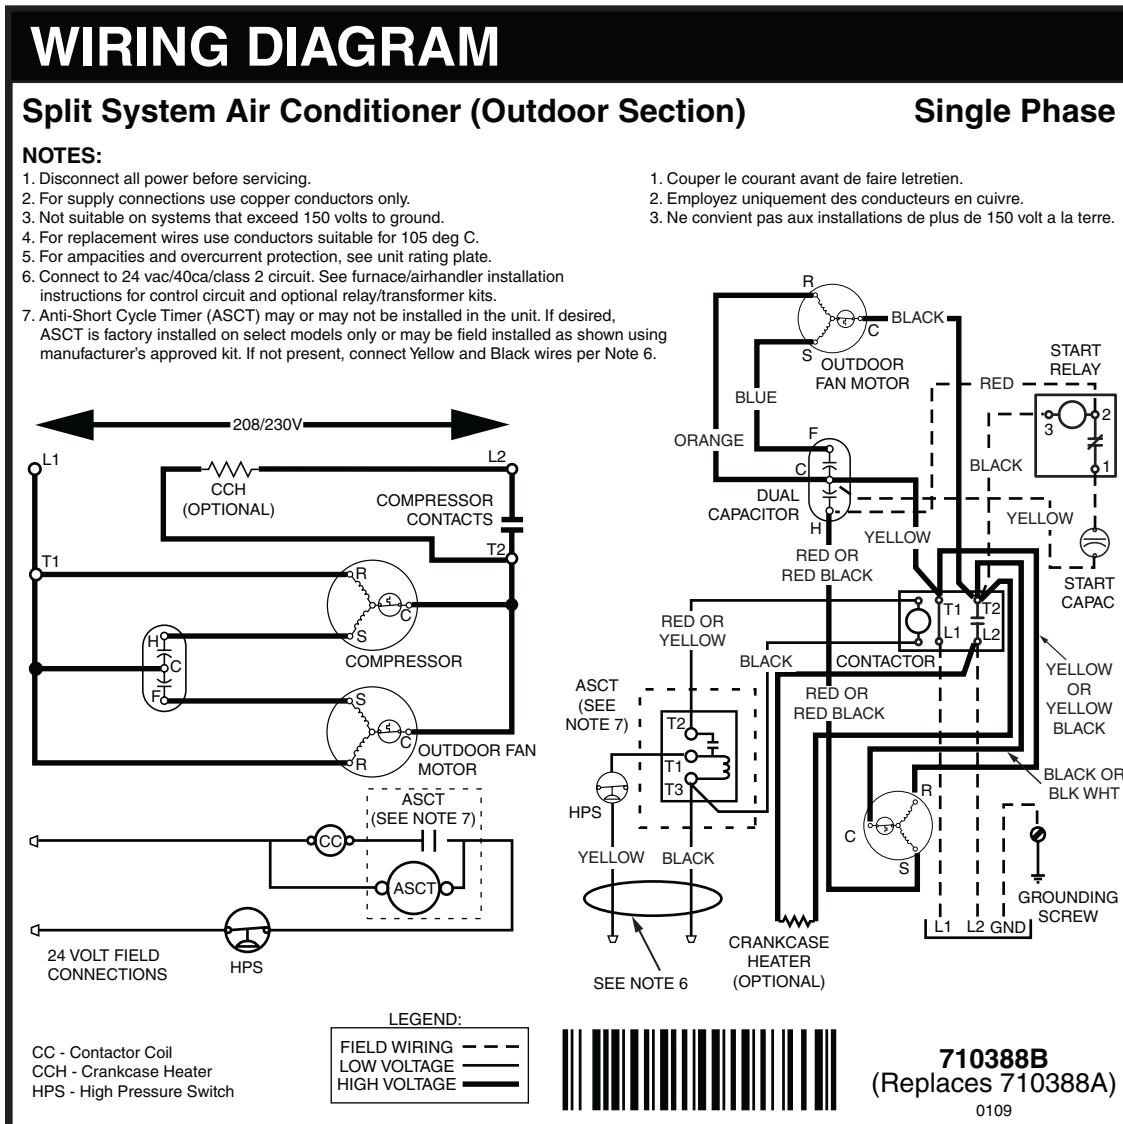 WIRING DIAGRAM
Split System Air Conditioner (Outdoor Section)
Single Phase
NOTES:
1. Disconnect all power before servicing.
2. For supply connections use copper conductors only.
3. Not suitable on systems that exceed 150 volts to ground.
4. For replacement wires use conductors suitable for 105 deg C.
5. For ampacities and overcurrent protection, see unit rating plate.
6. Connect to 24 vac/40ca/class 2 circuit. See furnace/airhandler installation
instructions for control circuit and optional relay/transformer kits.
7. Anti-Short Cycle Timer (ASCT) may or may not be installed in the unit. If desired,
ASCT is factory installed on select models only or may be field installed as shown using
manufacturer's approved kit. If not present, connect Yellow and Black wires per Note 6.
1. Couper le courant avant de faire letretien.
2. Employez uniquement des conducteurs en cuivre.
3. Ne convient pas aux installations de plus de 150 volt a la terre.
208/230V
L1
L2
CCH
(OPTIONAL)
COMPRESSOR
CONTACTS
T1
T2
R
C
S
COMPRESSOR
H
C
F
S
C
R
OUTDOOR FAN
MOTOR
ASCT
(SEE NOTE 7)
CC
ASCT
24 VOLT FIELD
CONNECTIONS
HPS
R
C
S
BLACK
OUTDOOR
FAN MOTOR
START
RELAY
RED
3
2
1
BLUE
ORANGE
F
C
H
DUAL
CAPACITOR
BLACK
YELLOW
YELLOW
RED OR
RED BLACK
START
CAPAC
RED OR
YELLOW
T1
T2
L1
L2
BLACK
CONTACTOR
YELLOW
OR
YELLOW
BLACK
ASCT
(SEE
NOTE 7)
RED OR
RED BLACK
T2
T1
T3
HPS
BLACK OR
BLK WHT
R
C
S
YELLOW
BLACK
GROUNDING
SCREW
L1
L2
GND
CRANKCASE
HEATER
(OPTIONAL)
SEE NOTE 6
CC - Contactor Coil
CCH - Crankcase Heater
HPS - High Pressure Switch
LEGEND:
FIELD WIRING
LOW VOLTAGE
HIGH VOLTAGE
710388B
(Replaces 710388A)
0109